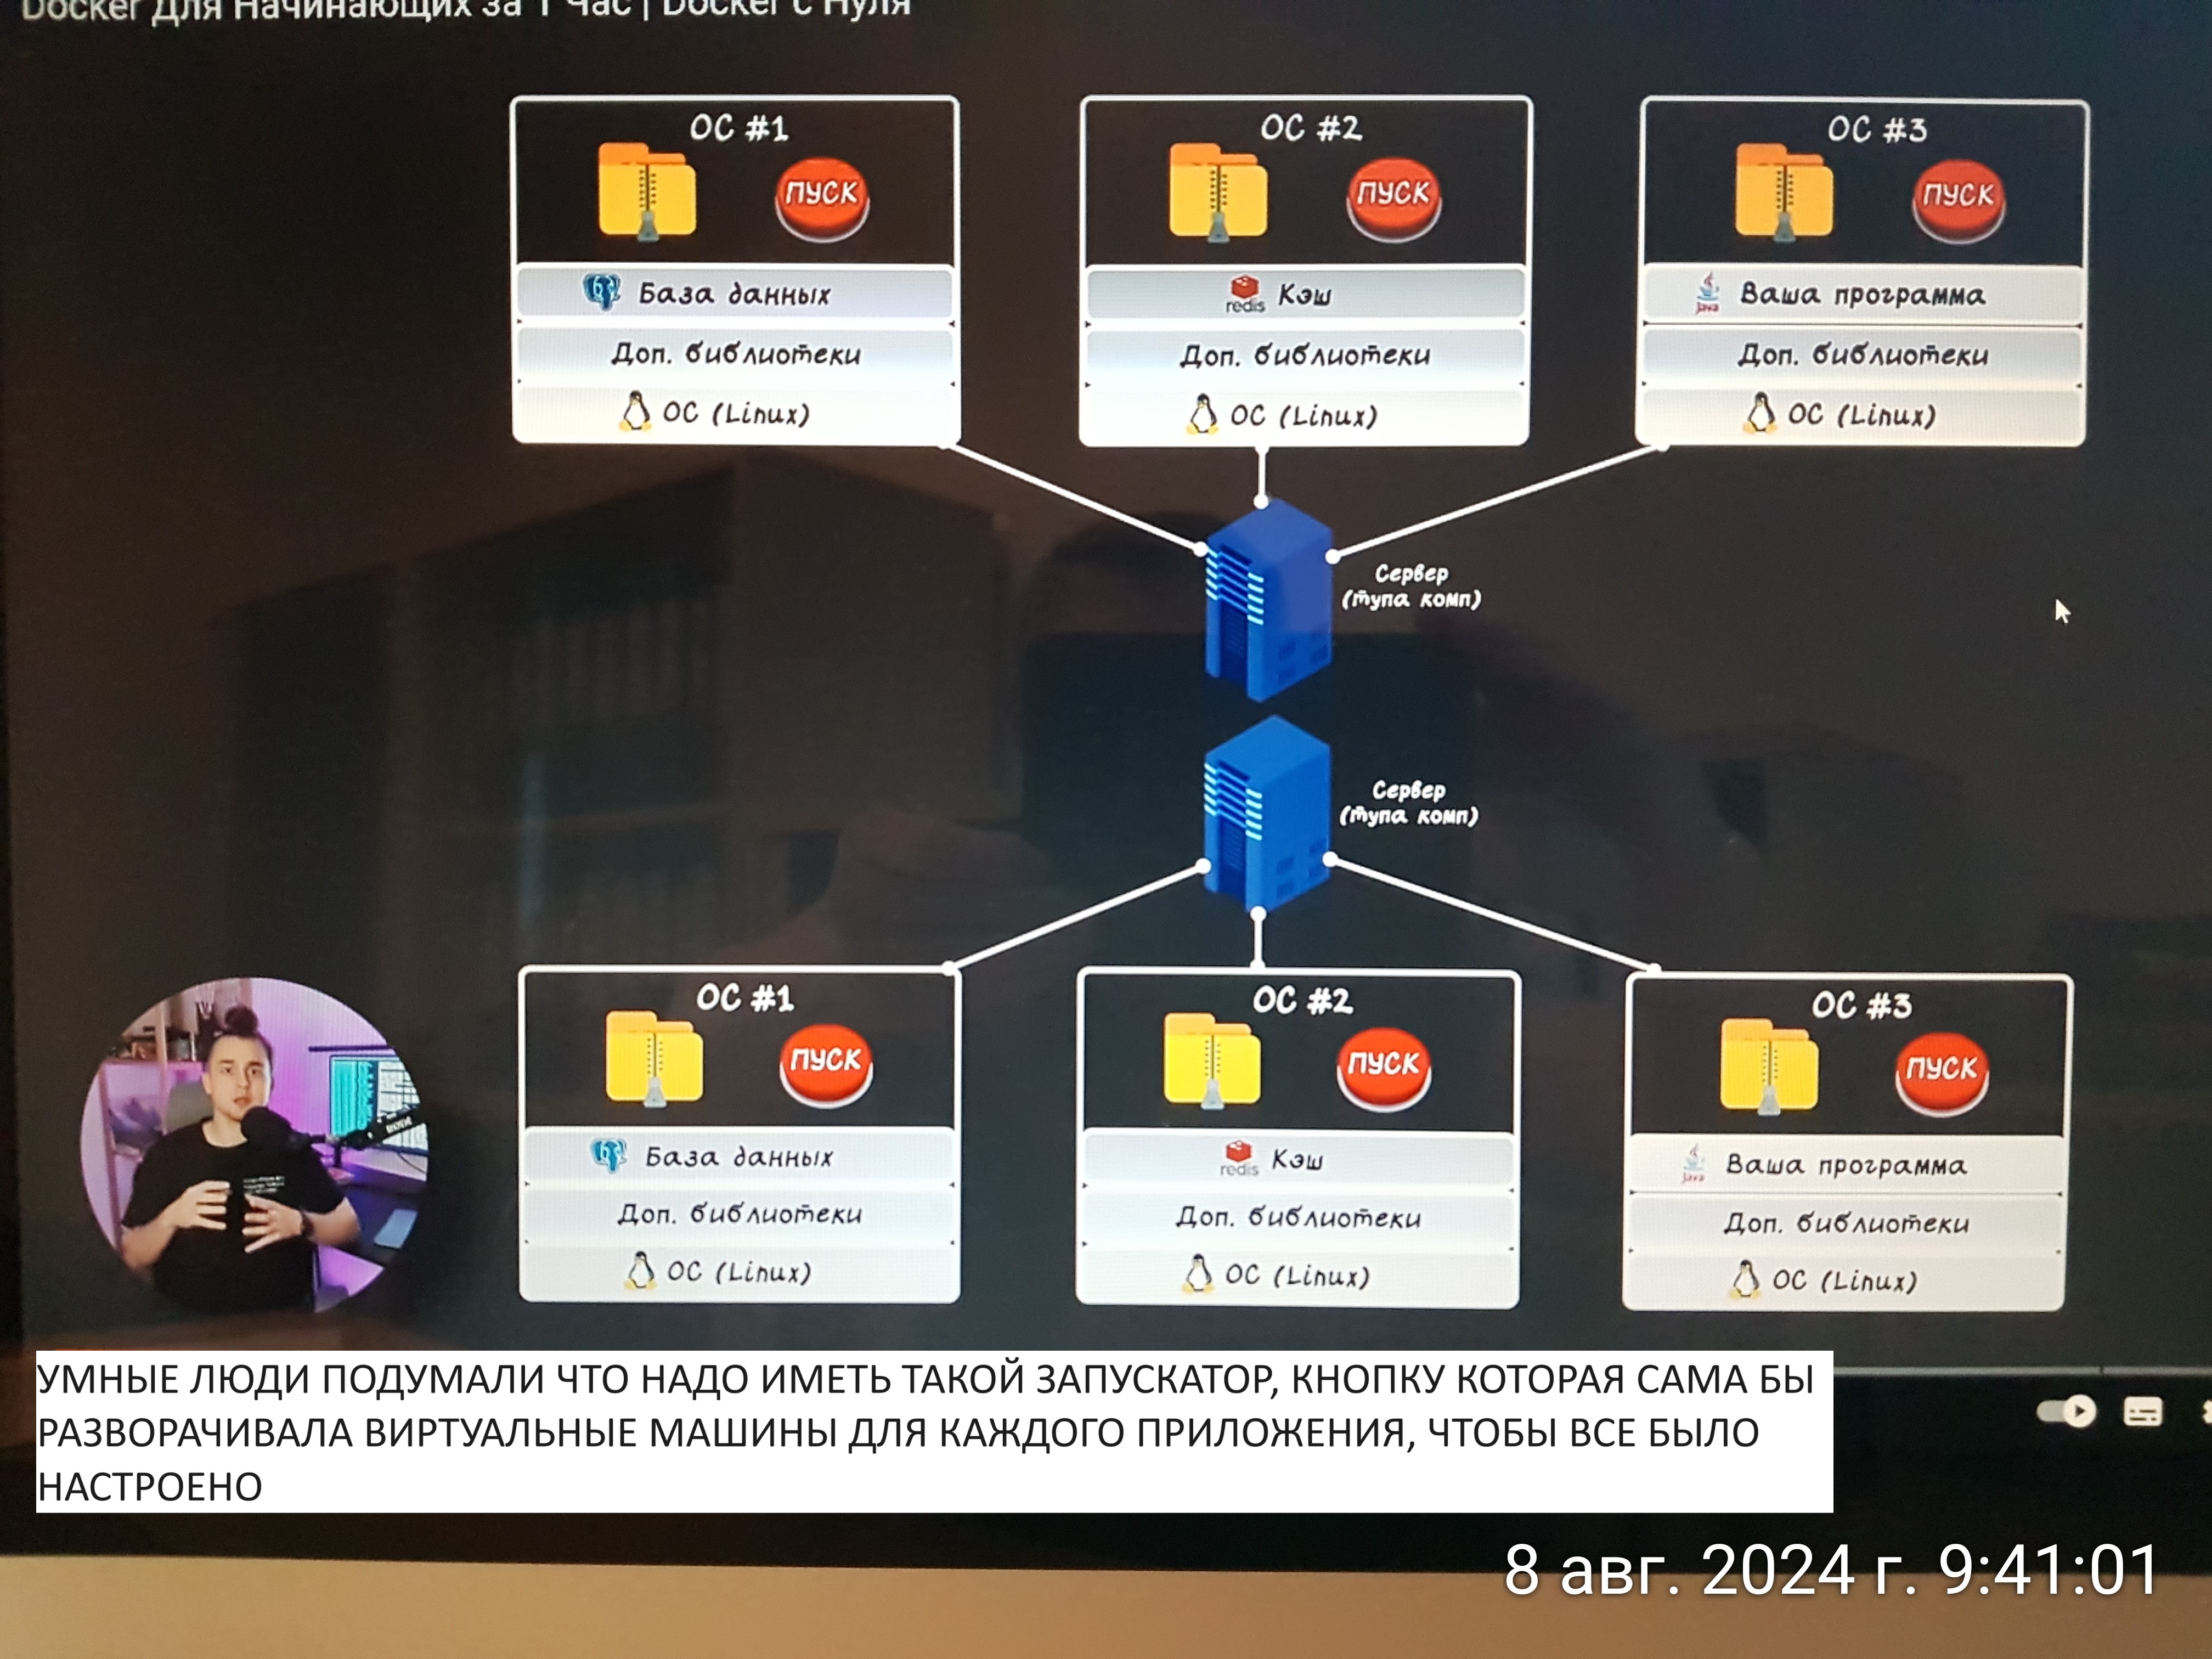 Docker Для Начинающих за 1 Час | Docker с Нуля
ОС #1
ПУСК
База данных
Доп. библиотеки
ОС (Linux)
ОС #2
ПУСК
redis Кэш
Доп. библиотеки
ОС (Linux)
ОС #3
ПУСК
Java Ваша программа
Доп. библиотеки
ОС (Linux)
Сервер
(тупа комп)
Сервер
(тупа комп)
ОС #1
ПУСК
База данных
Доп. библиотеки
ОС (Linux)
ОС #2
ПУСК
redis Кэш
Доп. библиотеки
ОС (Linux)
ОС #3
ПУСК
Java Ваша программа
Доп. библиотеки
ОС (Linux)
УМНЫЕ ЛЮДИ ПОДУМАЛИ ЧТО НАДО ИМЕТЬ ТАКОЙ ЗАПУСКАТОР, КНОПКУ КОТОРАЯ САМА БЫ
РАЗВОРАЧИВАЛА ВИРТУАЛЬНЫЕ МАШИНЫ ДЛЯ КАЖДОГО ПРИЛОЖЕНИЯ, ЧТОБЫ ВСЕ БЫЛО
НАСТРОЕНО
8 авг. 2024 г. 9:41:01